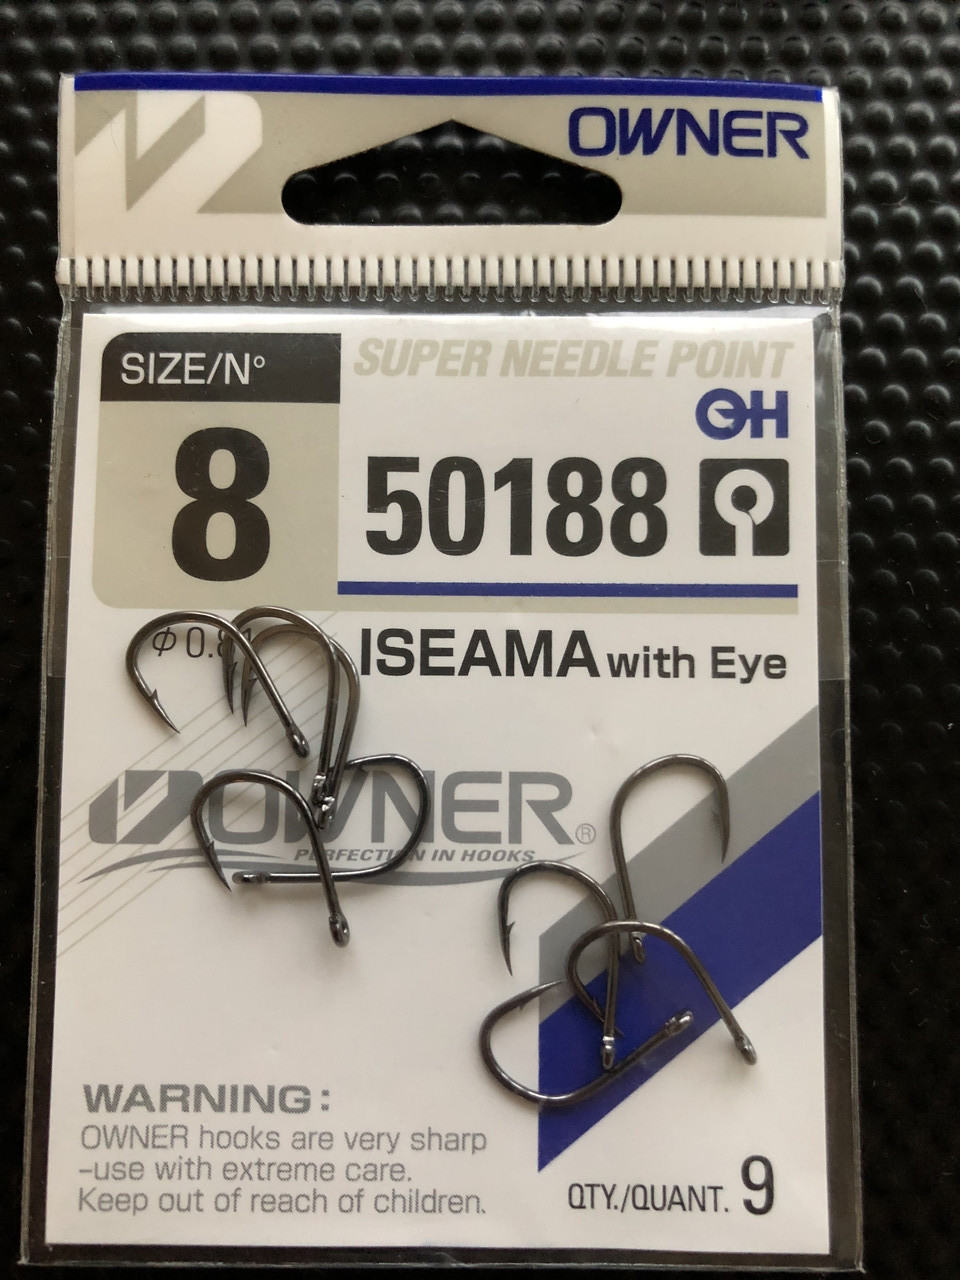 OWNER
SIZE/Nº
SUPER NEEDLE POINT
8
50188
ISEAMA with Eye
OWNER®
PERFECTION IN HOOKS
WARNING:
OWNER hooks are very sharp
-use with extreme care.
Keep out of reach of children.
QTY./QUANT. 9